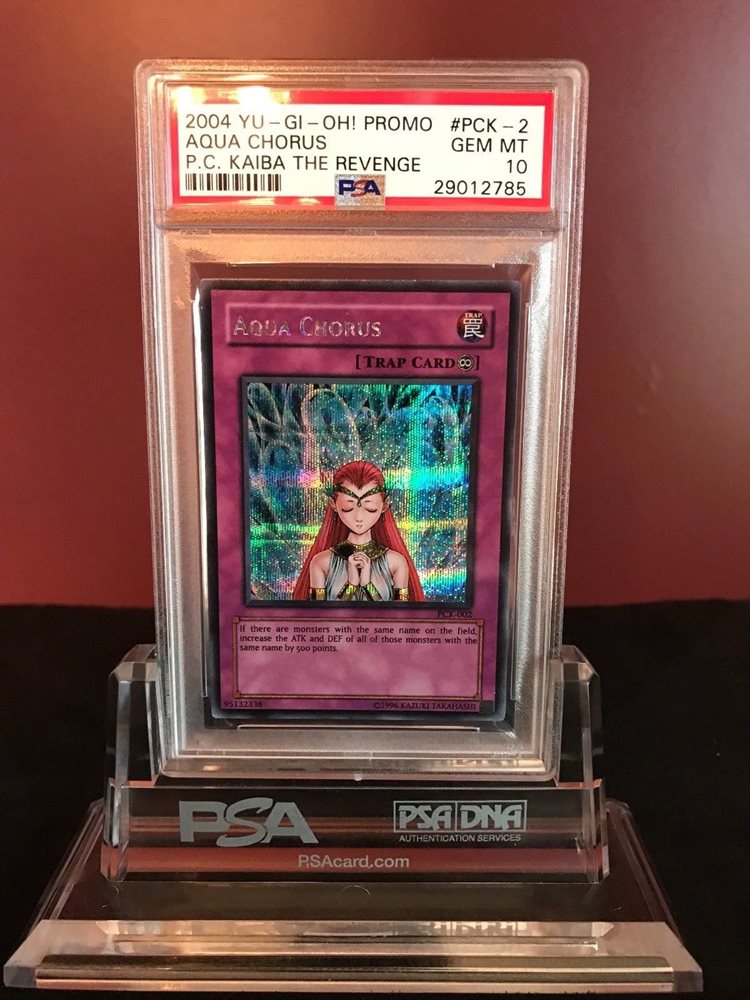 2004 YU-GI-OH! PROMO #PCK-2
AQUA CHORUS GEM MT
P.C. KAIBA THE REVENGE 10
PSA 29012785
AQUA CHORUS
TRAP
罠
[TRAP CARD∞]
PCK-002
If there are monsters with the same name on the field,
increase the ATK and DEF of all of those monsters with the
same name by 500 points.
95132338 ©1996 KAZUKI TAKAHASHI
PSA PSA DNA
AUTHENTICATION SERVICES
PSAcard.com